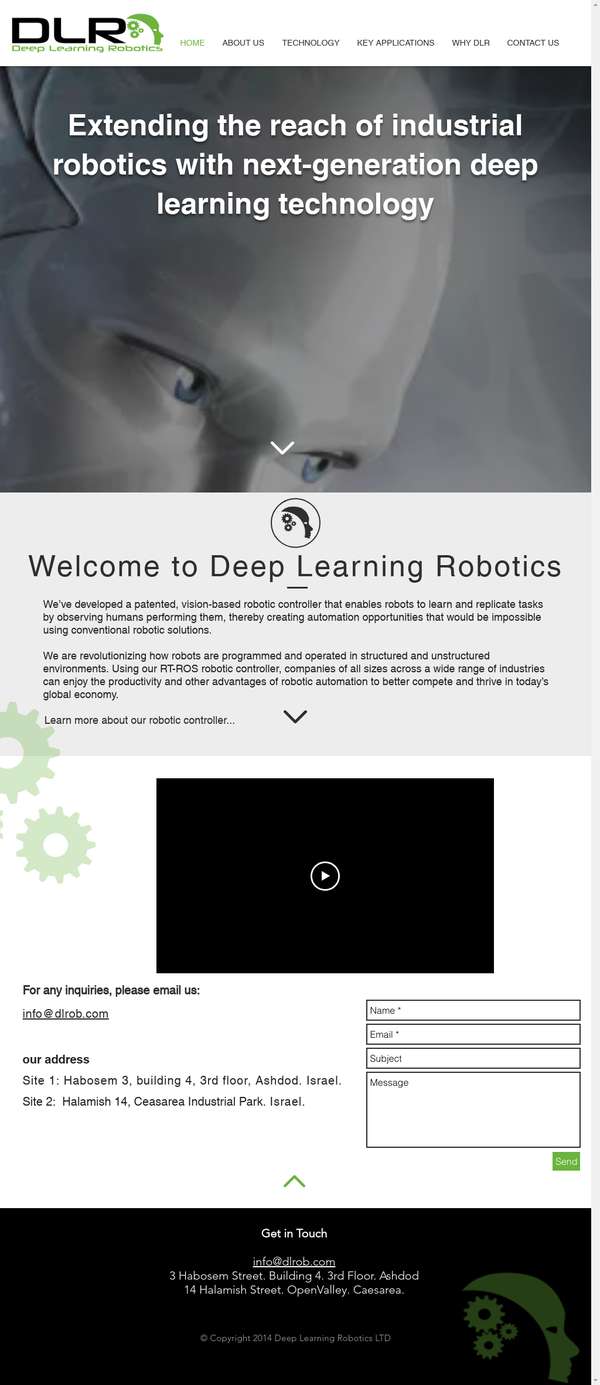 DLR
Deep Learning Robotics
HOME
ABOUT US
TECHNOLOGY
KEY APPLICATIONS
WHY DLR
CONTACT US
Extending the reach of industrial
robotics with next-generation deep
learning technology
Welcome to Deep Learning Robotics
We've developed a patented, vision-based robotic controller that enables robots to learn and replicate tasks
by observing humans performing them, thereby creating automation opportunities that would be impossible
using conventional robotic solutions.
We are revolutionizing how robots are programmed and operated in structured and unstructured
environments. Using our RT-ROS robotic controller, companies of all sizes across a wide range of industries
can enjoy the productivity and other advantages of robotic automation to better compete and thrive in today's
global economy.
Learn more about our robotic controller...
For any inquiries, please email us:
info@dlrob.com
our address
Site 1: Habosem 3, building 4, 3rd floor, Ashdod. Israel.
Site 2: Halamish 14, Ceasarea Industrial Park. Israel.
Name *
Email *
Subject
Message
Send
Get in Touch
info@dlrob.com
3 Habosem Street. Building 4. 3rd Floor. Ashdod
14 Halamish Street. OpenValley. Caesarea.
© Copyright 2014 Deep Learning Robotics LTD